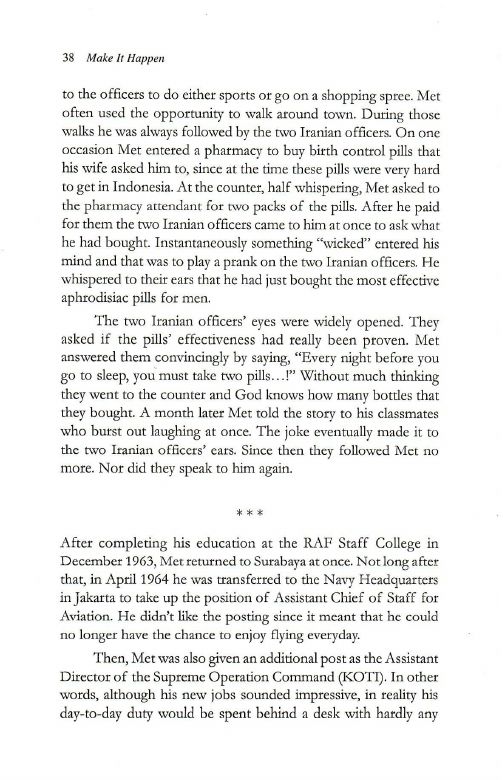 38 Make It Happen
to the officers to do either sports or go on a shopping spree. Met
often used the opportunity to walk around town. During those
walks he was always followed by the two Iranian officers. On one
occasion Met entered a pharmacy to buy birth control pills that
his wife asked him to, since at the time these pills were very hard
to get in Indonesia. At the counter, half whispering, Met asked to
the pharmacy attendant for two packs of the pills. After he paid
for them the two Iranian officers came to him at once to ask what
he had bought. Instantaneously something “wicked” entered his
mind and that was to play a prank on the two Iranian officers. He
whispered to their ears that he had just bought the most effective
aphrodisiac pills for men.
The two Iranian officers’ eyes were widely opened. They
asked if the pills’ effectiveness had really been proven. Met
answered them convincingly by saying, “Every night before you
go to sleep, you must take two pills...!” Without much thinking
they went to the counter and God knows how many bottles that
they bought. A month later Met told the story to his classmates
who burst out laughing at once. The joke eventually made it to
the two Iranian officers’ ears. Since then they followed Met no
more. Nor did they speak to him again.
* * *
After completing his education at the RAF Staff College in
December 1963, Met returned to Surabaya at once. Not long after
that, in April 1964 he was transferred to the Navy Headquarters
in Jakarta to take up the position of Assistant Chief of Staff for
Aviation. He didn’t like the posting since it meant that he could
no longer have the chance to enjoy flying everyday.
Then, Met was also given an additional post as the Assistant
Director of the Supreme Operation Command (KOTI). In other
words, although his new jobs sounded impressive, in reality his
day-to-day duty would be spent behind a desk with hardly any